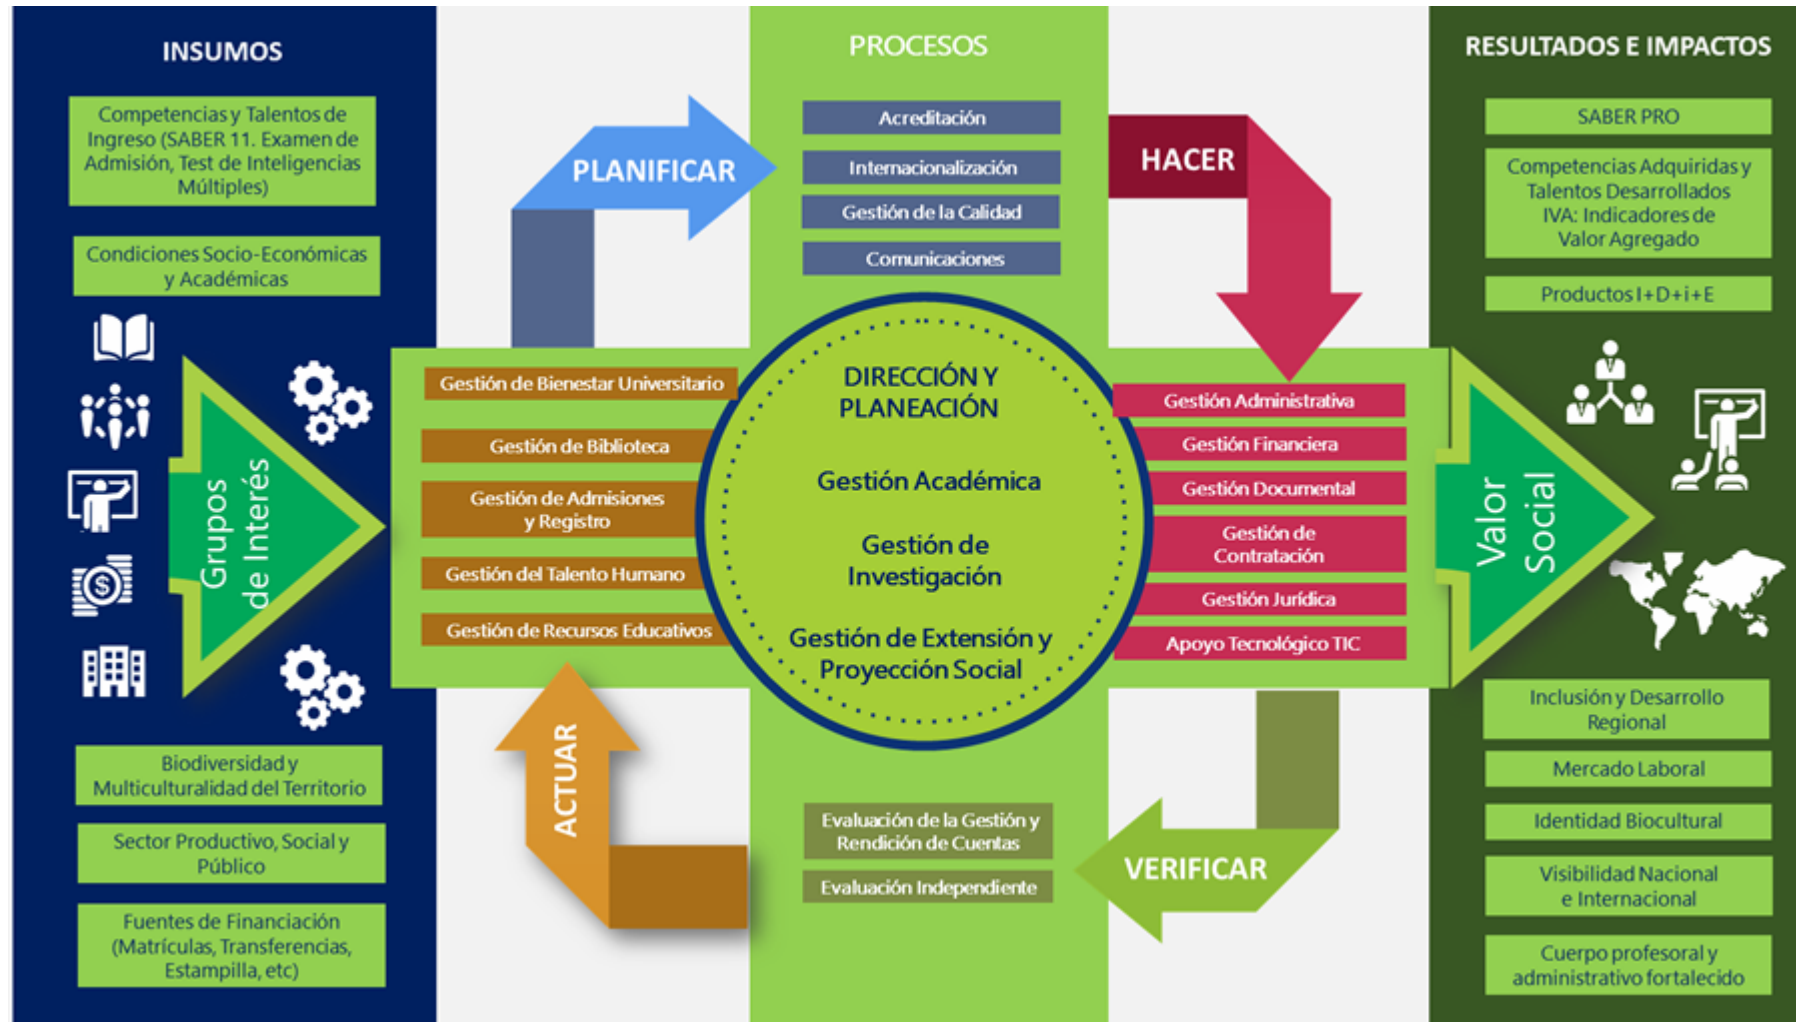 INSUMOS
Competencias y Talentos de
Ingreso (SABER 11. Examen de
Admisión, Test de Inteligencias
Múltiples)
Condiciones Socio-Económicas
y Académicas
Grupos
de Interés
Biodiversidad y
Multiculturalidad del Territorio
Sector Productivo, Social y
Público
Fuentes de Financiación
(Matrículas, Transferencias,
Estampilla, etc)
PLANIFICAR
PROCESOS
Acreditación
Internacionalización
Gestión de la Calidad
Comunicaciones
HACER
Gestión de Bienestar Universitario
Gestión de Biblioteca
Gestión de Admisiones
y Registro
Gestión del Talento Humano
Gestión de Recursos Educativos
DIRECCIÓN Y
PLANEACIÓN
Gestión Académica
Gestión de
Investigación
Gestión de Extensión y
Proyección Social
Gestión Administrativa
Gestión Financiera
Gestión Documental
Gestión de
Contratación
Gestión Jurídica
Apoyo Tecnológico TIC
ACTUAR
Evaluación de la Gestión y
Rendición de Cuentas
Evaluación Independiente
VERIFICAR
RESULTADOS E IMPACTOS
SABER PRO
Competencias Adquiridas y
Talentos Desarrollados
IVA: Indicadores de
Valor Agregado
Productos I+D+i+E
Valor
Social
Inclusión y Desarrollo
Regional
Mercado Laboral
Identidad Biocultural
Visibilidad Nacional
e Internacional
Cuerpo profesoral y
administrativo fortalecido